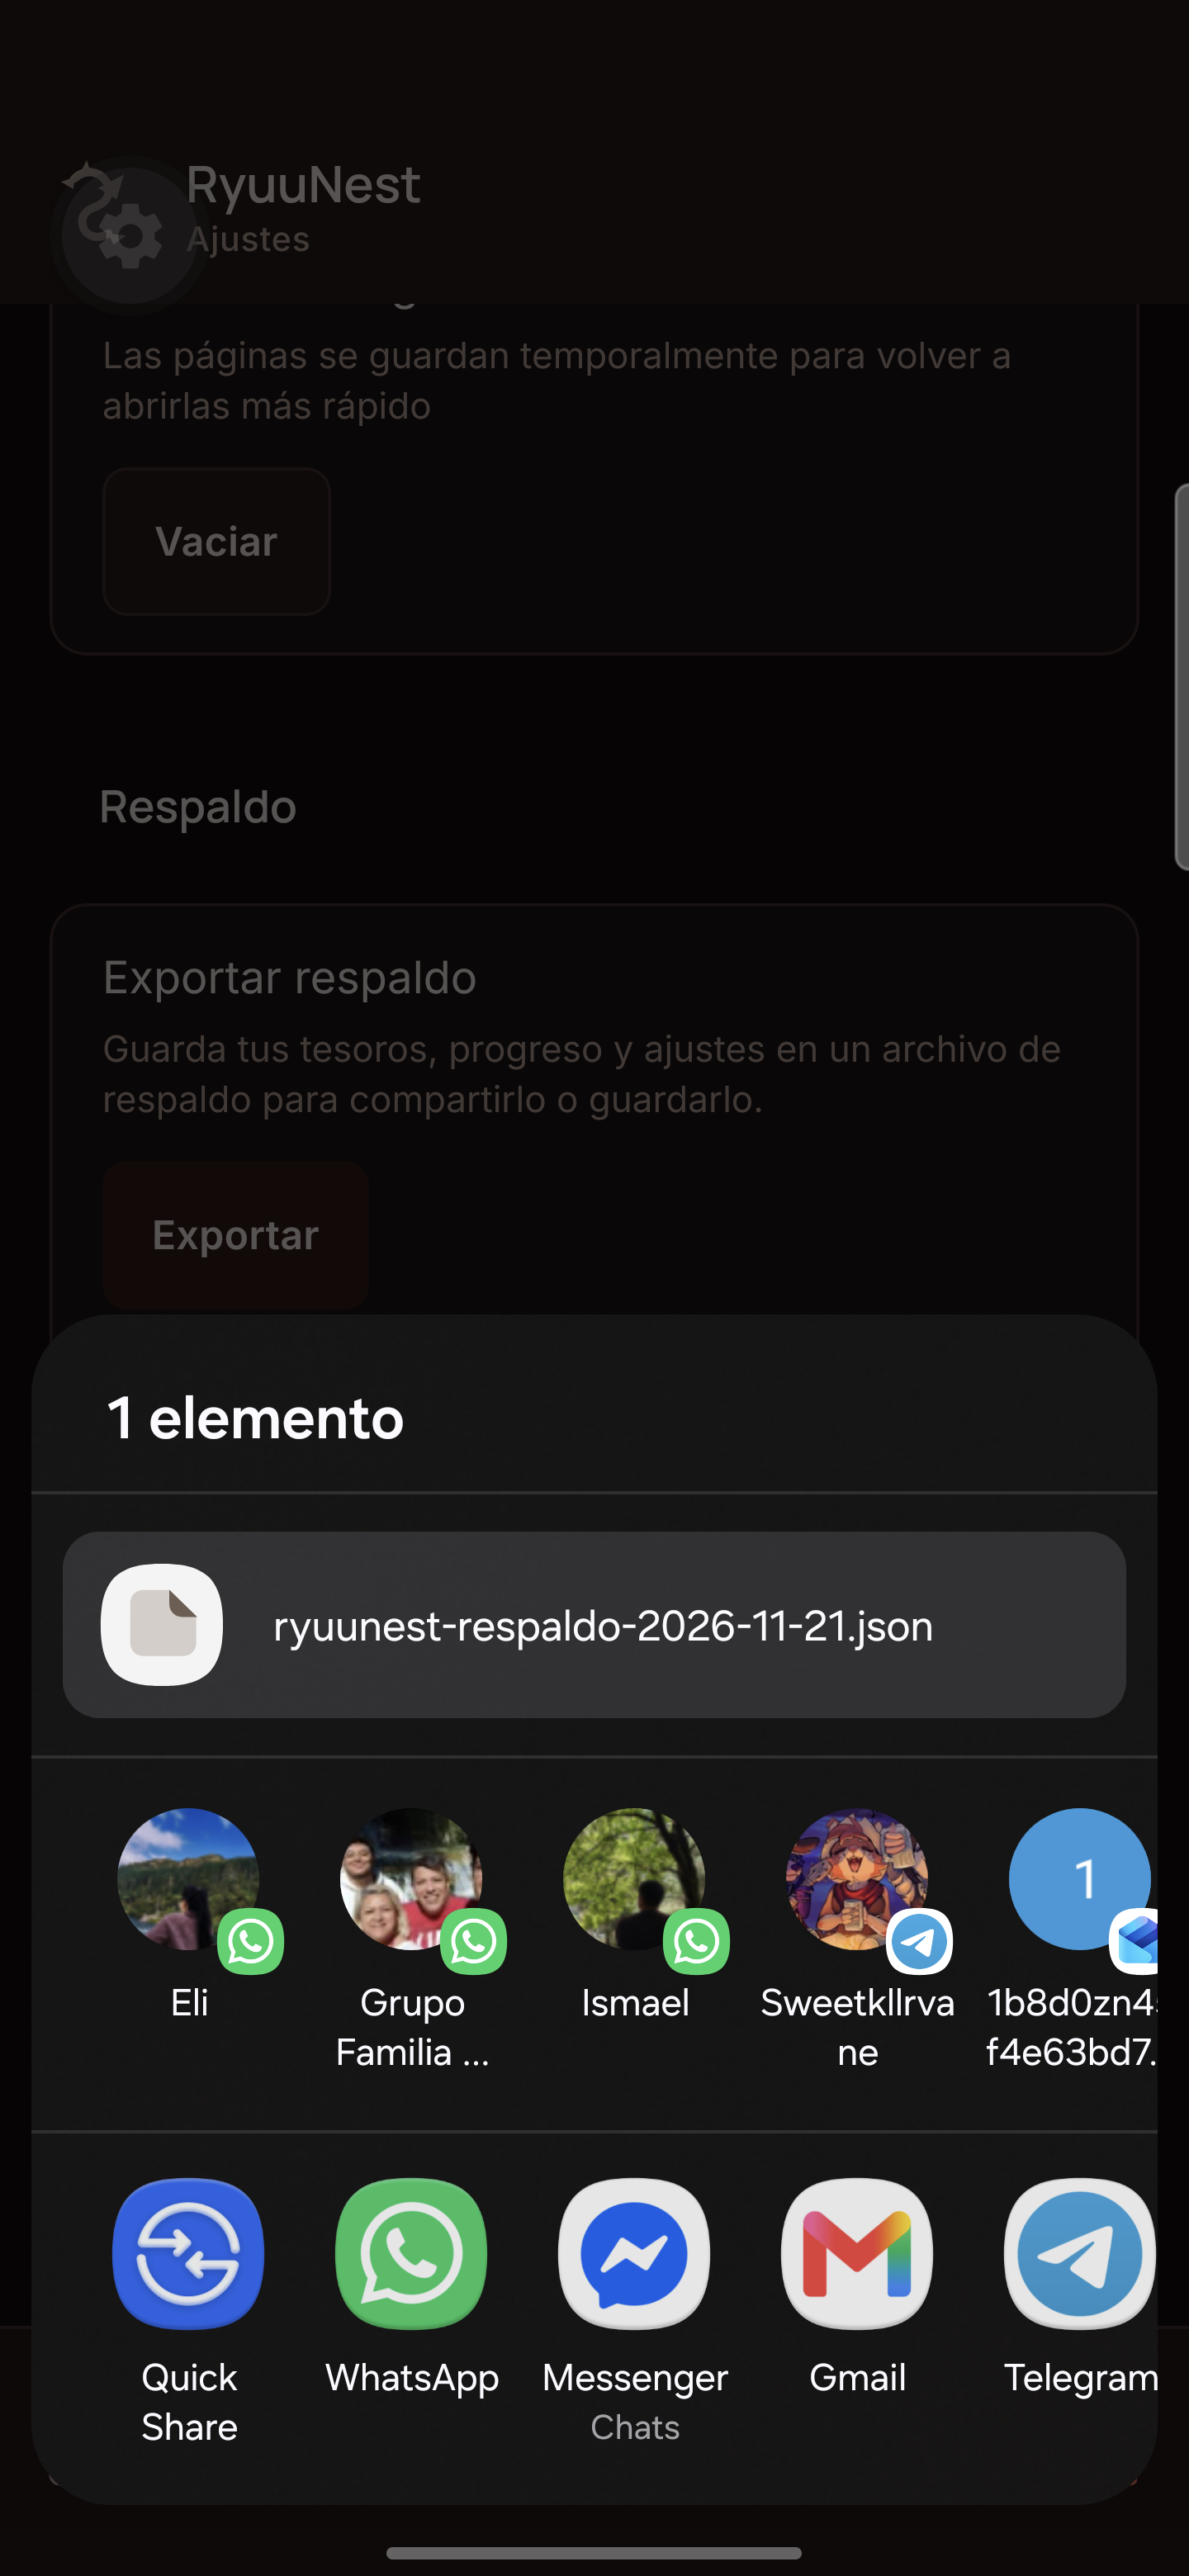 RyuuNest
Ajustes
Las páginas se guardan temporalmente para volver a
abrirlas más rápido
Vaciar
Respaldo
Exportar respaldo
Guarda tus tesoros, progreso y ajustes en un archivo de
respaldo para compartirlo o guardarlo.
Exportar
1 elemento
ryuunest-respaldo-2026-11-21.json
1
Eli
Grupo
Familia ...
Ismael
Sweetkllrva
ne
1b8d0zn4
f4e63bd7.
Quick
Share
WhatsApp
Messenger
Chats
Gmail
Telegram